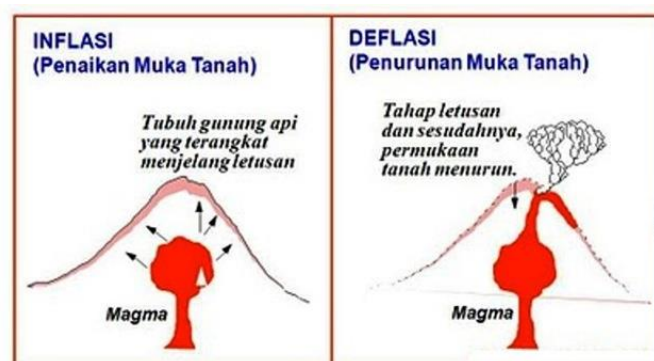 INFLASI
(Penaikan Muka Tanah)
Tubuh gunung api
yang terangkat
menjelang letusan
Magma
DEFLASI
(Penurunan Muka Tanah)
Tahap letusan
dan sesudahnya,
permukaan
tanah menurun.
Magma